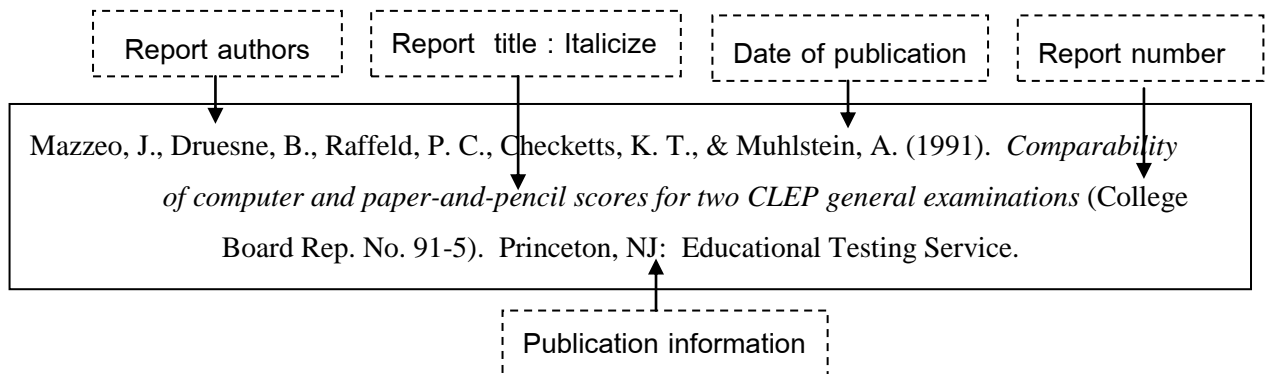 Report authors
Report title : Italicize
Date of publication
Report number
Mazzeo, J., Druesne, B., Raffeld, P. C., Checketts, K. T., & Muhlstein, A. (1991). Comparability
of computer and paper-and-pencil scores for two CLEP general examinations (College
Board Rep. No. 91-5). Princeton, NJ: Educational Testing Service.
Publication information